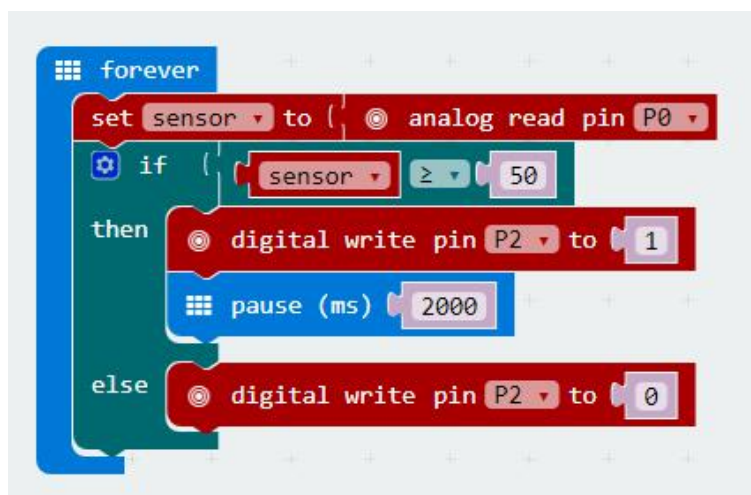 forever
set sensor to analog read pin P0
if sensor ≥ 50
then digital write pin P2 to 1
pause (ms) 2000
else digital write pin P2 to 0